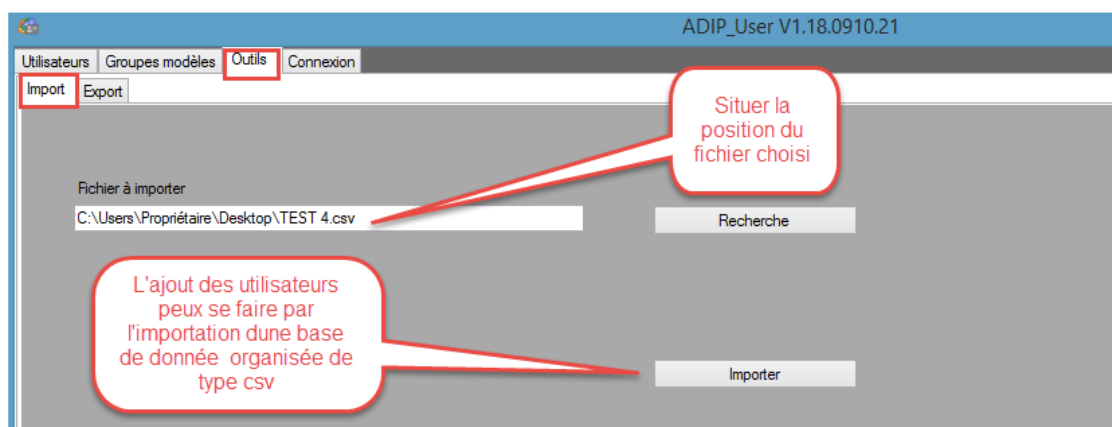 ADIP_User V1.18.0910.21
Utilisateurs Groupes modèles Outils Connexion
Import Export
Situer la
position du
fichier choisi
Fichier à importer
C:\Users\Propriétaire\Desktop\TEST 4.csv
Recherche
L'ajout des utilisateurs
peux se faire par
l'importation dune base
de donnée organisée de
type csv
Importer